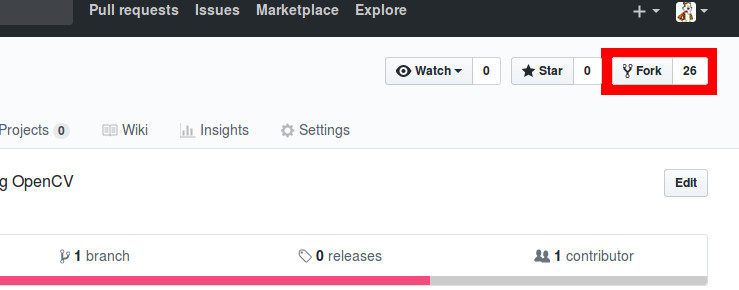 Pull requests Issues Marketplace Explore
Watch 0 Star 0 Fork 26
Projects 0 Wiki Insights Settings
g OpenCV Edit
1 branch 0 releases 1 contributor